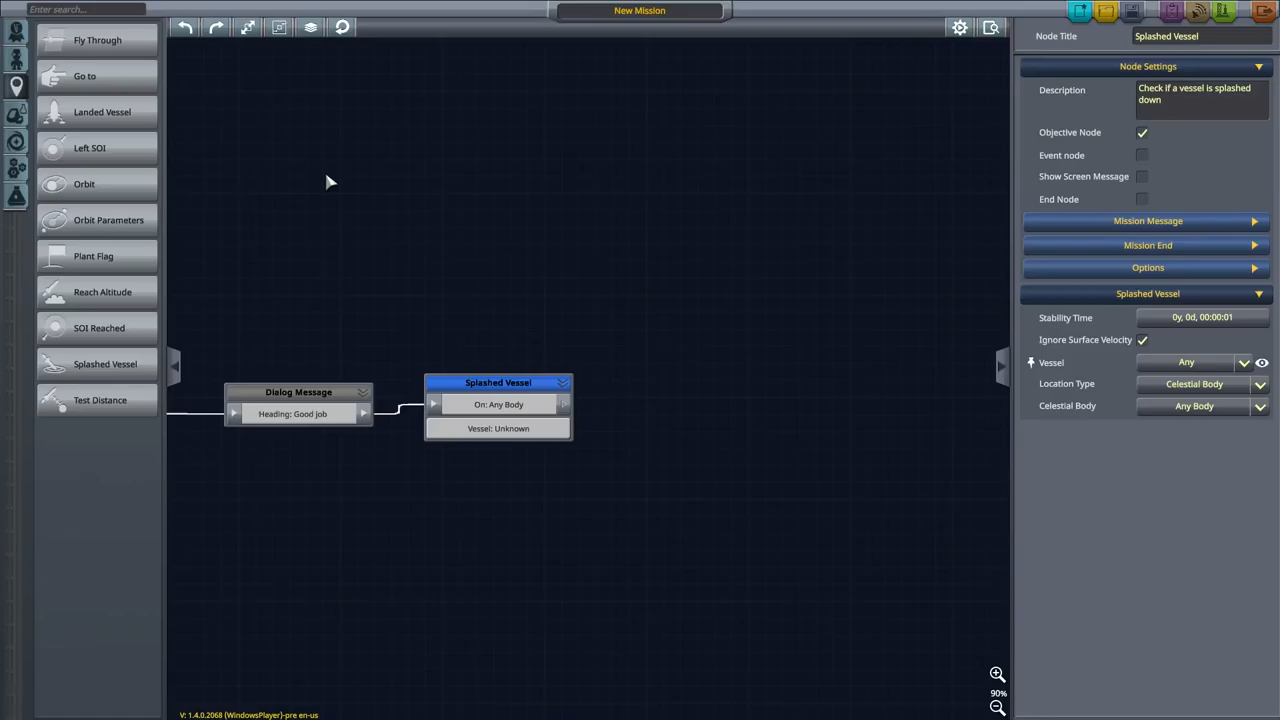 Enter search...
New Mission
Fly Through
Go to
Landed Vessel
Left SOI
Orbit
Orbit Parameters
Plant Flag
Reach Altitude
SOI Reached
Splashed Vessel
Test Distance
Dialog Message
Heading: Good job
Splashed Vessel
On: Any Body
Vessel: Unknown
90%
V: 1.4.0.2068 (WindowsPlayer)-pre en-us
Node Title Splashed Vessel
Node Settings
Description Check if a vessel is splashed
down
Objective Node
Event node
Show Screen Message
End Node
Mission Message
Mission End
Options
Splashed Vessel
Stability Time 0y, 0d, 00:00:01
Ignore Surface Velocity
Vessel Any
Location Type Celestial Body
Celestial Body Any Body